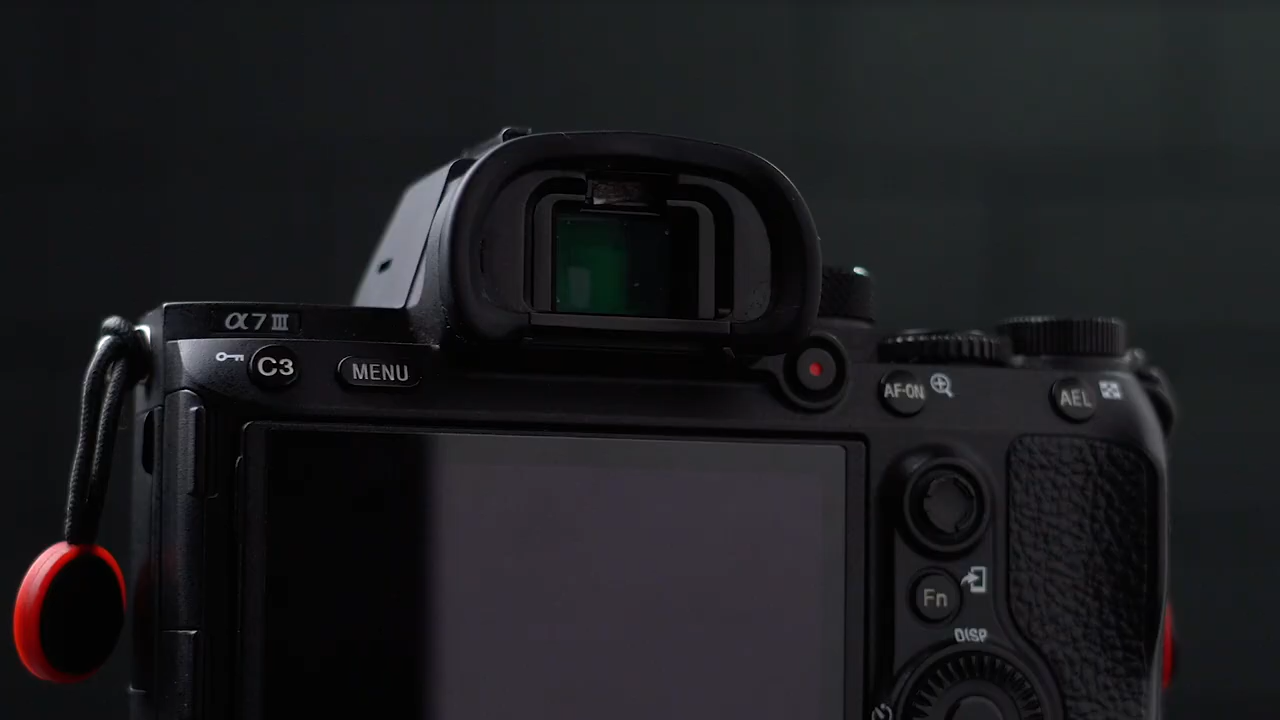 α7III
C3
MENU
AF-ON
AEL
Fn
DISP